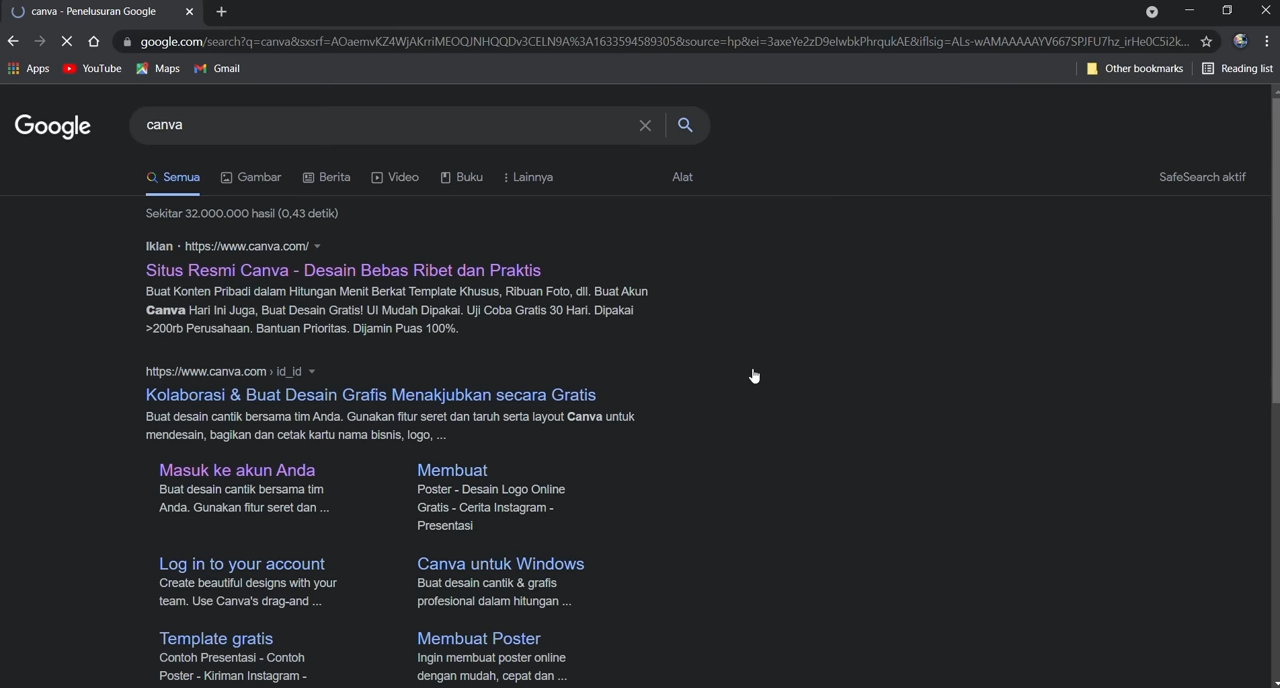 canva - Penelusuran Google
google.com/search?q=canva&sxsrf=AOaemvKZ4WjAKrriMEOQJNHQQDv3CELN9A%3A1633594589305&source=hp&ei=3axeYe2zD9elwbkPhrqukAE&iflsig=ALs-wAMAAAAAYV667SPJFU7hz_irHe0C5i2k...
Apps YouTube Maps Gmail Other bookmarks Reading list
Google canva
Semua Gambar Berita Video Buku Lainnya Alat SafeSearch aktif
Sekitar 32.000.000 hasil (0,43 detik)
Iklan · https://www.canva.com/
Situs Resmi Canva - Desain Bebas Ribet dan Praktis
Buat Konten Pribadi dalam Hitungan Menit Berkat Template Khusus, Ribuan Foto, dll. Buat Akun
Canva Hari Ini Juga, Buat Desain Gratis! UI Mudah Dipakai. Uji Coba Gratis 30 Hari. Dipakai
>200rb Perusahaan. Bantuan Prioritas. Dijamin Puas 100%.
https://www.canva.com › id_id
Kolaborasi & Buat Desain Grafis Menakjubkan secara Gratis
Buat desain cantik bersama tim Anda. Gunakan fitur seret dan taruh serta layout Canva untuk
mendesain, bagikan dan cetak kartu nama bisnis, logo, ...
Masuk ke akun Anda
Buat desain cantik bersama tim
Anda. Gunakan fitur seret dan ...
Membuat
Poster - Desain Logo Online
Gratis - Cerita Instagram -
Presentasi
Log in to your account
Create beautiful designs with your
team. Use Canva's drag-and ...
Canva untuk Windows
Buat desain cantik & grafis
profesional dalam hitungan ...
Template gratis
Contoh Presentasi - Contoh
Poster - Kiriman Instagram -
Membuat Poster
Ingin membuat poster online
dengan mudah, cepat dan ...